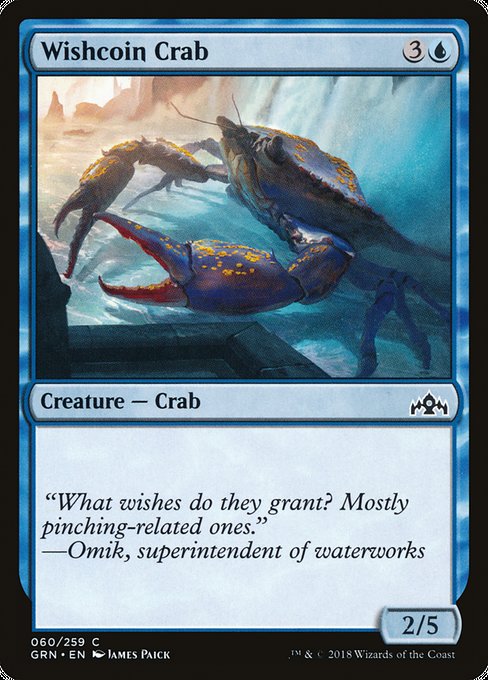 Wishcoin Crab 3
Creature — Crab
“What wishes do they grant? Mostly
pinching-related ones.”
—Omik, superintendent of waterworks
2/5
060/259 C
GRN • EN James Paick
™ & © 2018 Wizards of the Coast